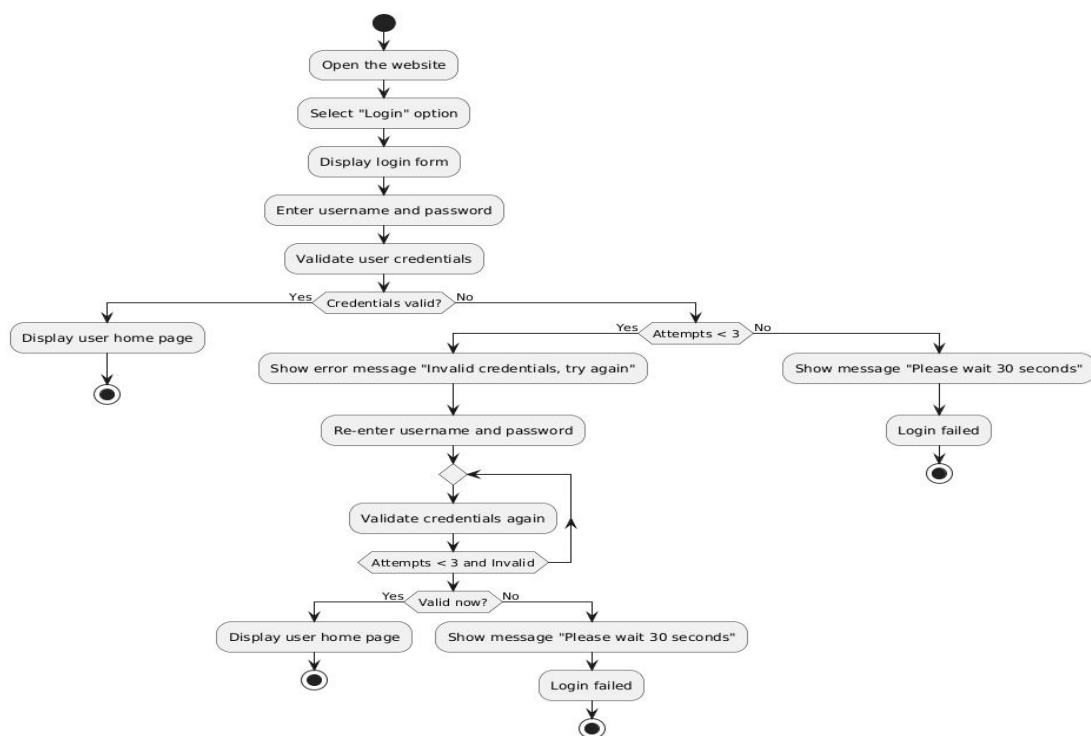 Open the website
Select "Login" option
Display login form
Enter username and password
Validate user credentials
Yes
Credentials valid?
No
Display user home page
Yes
Attempts < 3
No
Show error message "Invalid credentials, try again"
Show message "Please wait 30 seconds"
Re-enter username and password
Login failed
Validate credentials again
Attempts < 3 and Invalid
Yes
Valid now?
No
Display user home page
Show message "Please wait 30 seconds"
Login failed